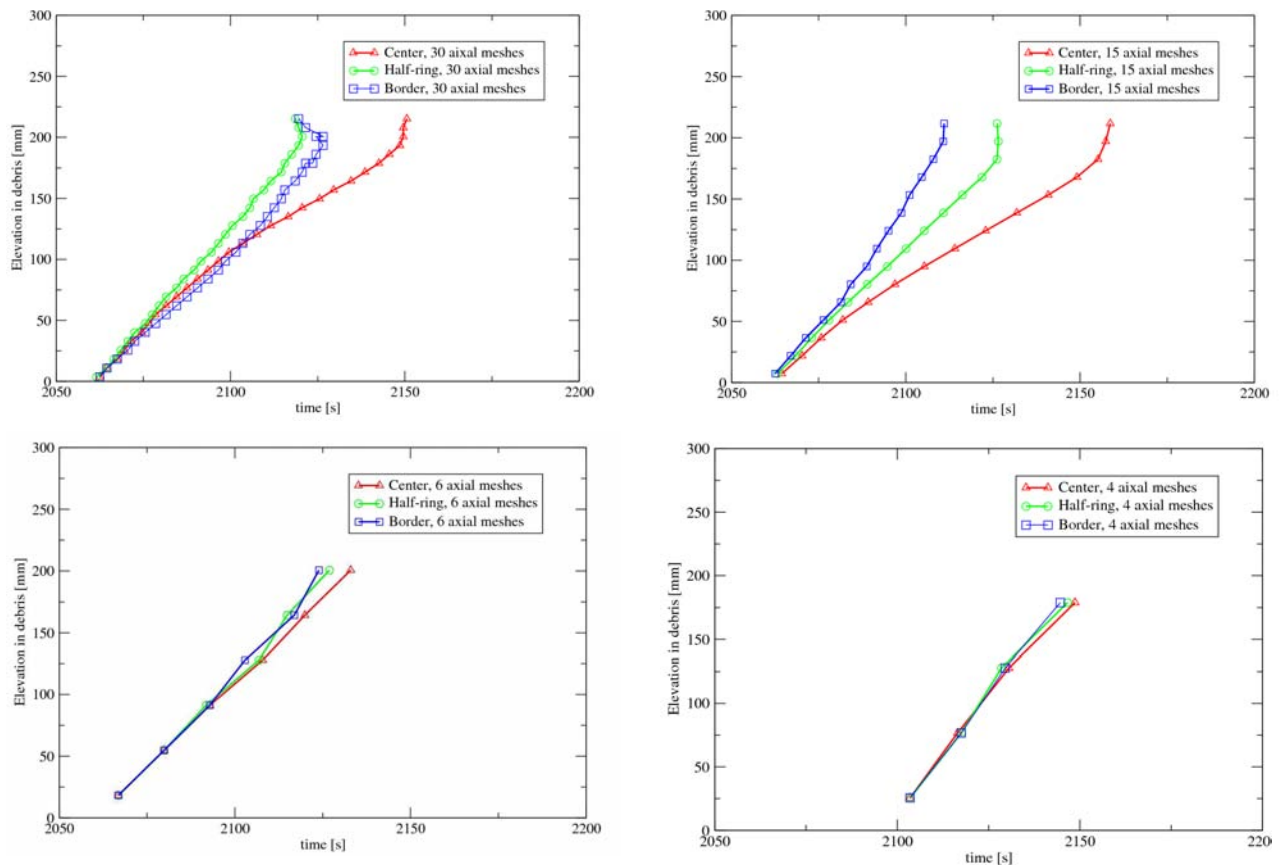 300
250
200
150
100
50
0
Elevation in debris [mm]
Center, 30 aixal meshes
Half-ring, 30 axial meshes
Border, 30 axial meshes
2050 2100 2150 2200
time [s]
300
250
200
150
100
50
0
Elevation in debris [mm]
Center, 15 axial meshes
Half-ring, 15 axial meshes
Border, 15 axial meshes
2050 2100 2150 2200
time [s]
300
250
200
150
100
50
0
Elevation in debris [mm]
Center, 6 axial meshes
Half-ring, 6 axial meshes
Border, 6 axial meshes
2050 2100 2150 2200
time [s]
300
250
200
150
100
50
0
Elevation in debris [mm]
Center, 4 aixal meshes
Half-ring, 4 axial meshes
Border, 4 axial meshes
2050 2100 2150 220
time [s]